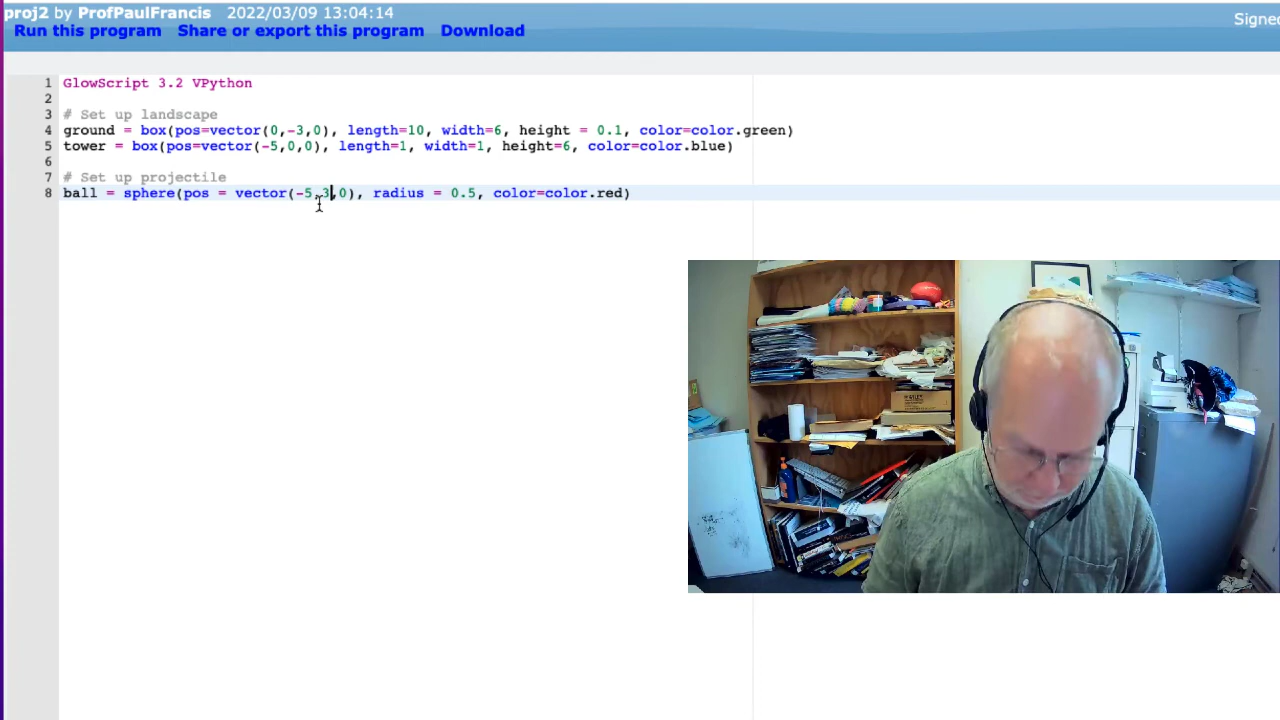 proj2 by ProfPaulFrancis 2022/03/09 13:04:14
Signed
Run this program Share or export this program Download
1 GlowScript 3.2 VPython
2
3 # Set up landscape
4 ground = box(pos=vector(0,-3,0), length=10, width=6, height = 0.1, color=color.green)
5 tower = box(pos=vector(-5,0,0), length=1, width=1, height=6, color=color.blue)
6
7 # Set up projectile
8 ball = sphere(pos = vector(-5,3,0), radius = 0.5, color=color.red)